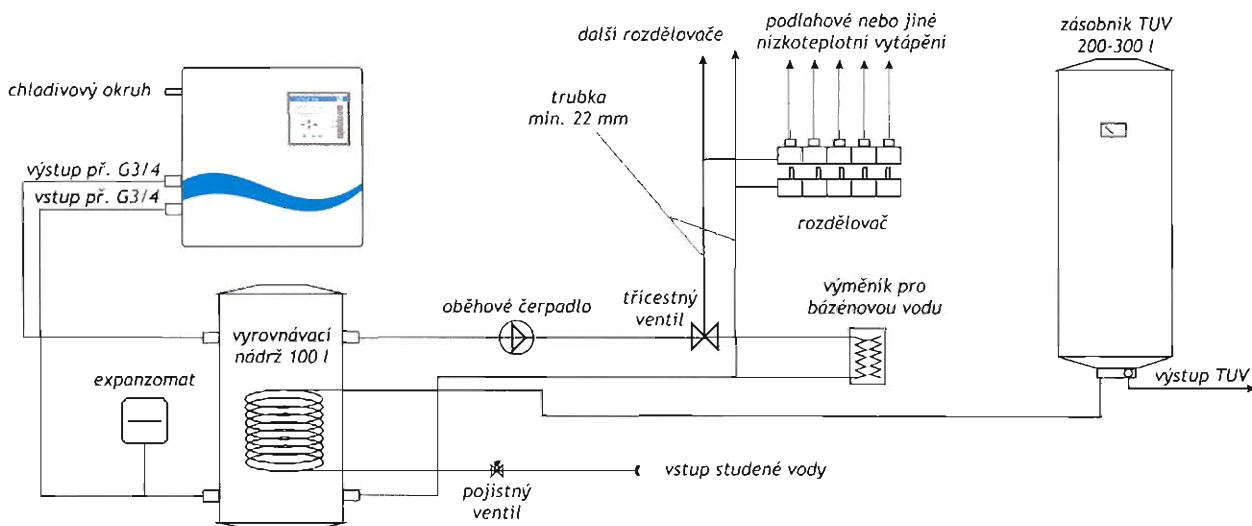 další rozdělovače
podlahové nebo jiné
nízkoteplotní vytápění
zásobník TUV
200-300 l
chladivový okruh
trubka
min. 22 mm
výstup př. G3/4
vstup př. G3/4
rozdělovač
oběhové čerpadlo
třícestný
ventil
výměník pro
bázénovou vodu
vyrovnávací
nádrž 100 l
expanzomat
výstup TUV
vstup studené vody
pojistný
ventil